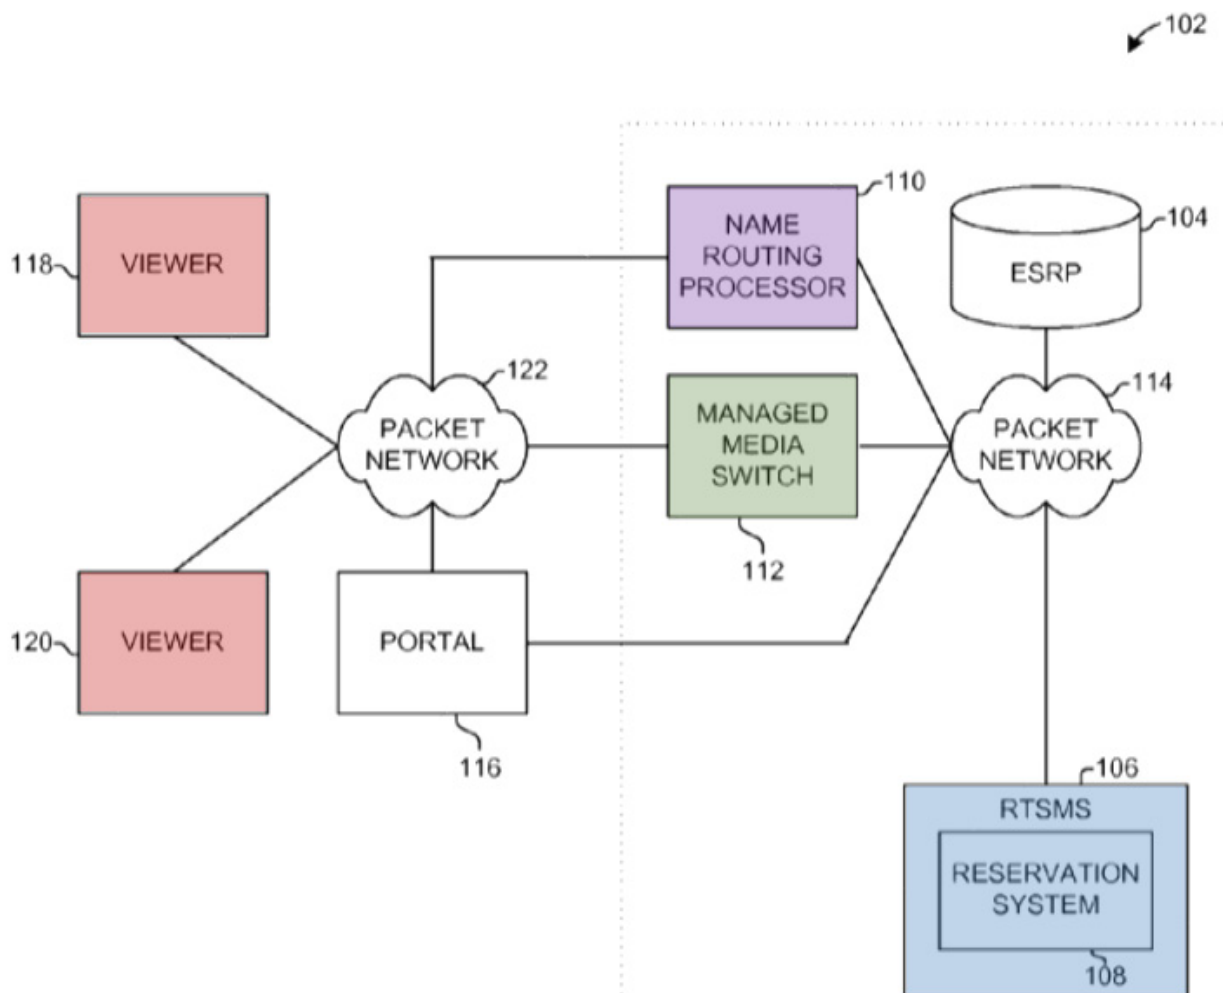 102
110
NAME
ROUTING
PROCESSOR
104
ESRP
118
VIEWER
122
PACKET
NETWORK
MANAGED
MEDIA
SWITCH
112
114
PACKET
NETWORK
120
VIEWER
PORTAL
116
106
RTSMS
RESERVATION
SYSTEM
108